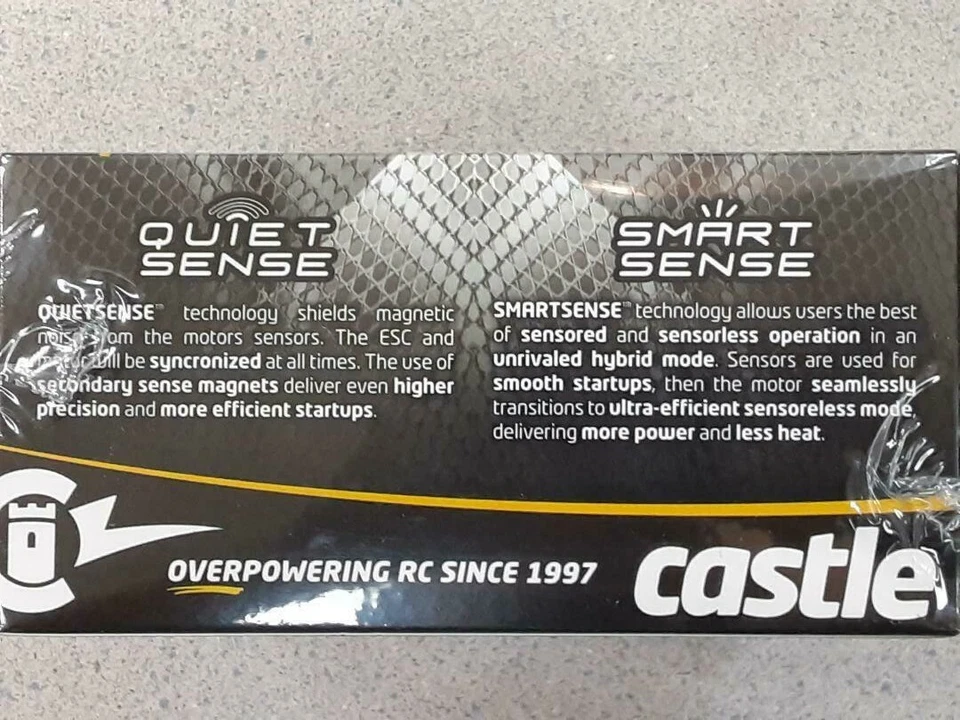 QUIET
SENSE
QUIETSENSE™ technology shields magnetic
noise from the motors sensors. The ESC and
motor will be syncronized at all times. The use of
secondary sense magnets deliver even higher
precision and more efficient startups.
SMART
SENSE
SMARTSENSE™ technology allows users the best
of sensored and sensorless operation in an
unrivaled hybrid mode. Sensors are used for
smooth startups, then the motor seamlessly
transitions to ultra-efficient sensoreless mode,
delivering more power and less heat.
OVERPOWERING RC SINCE 1997
castle